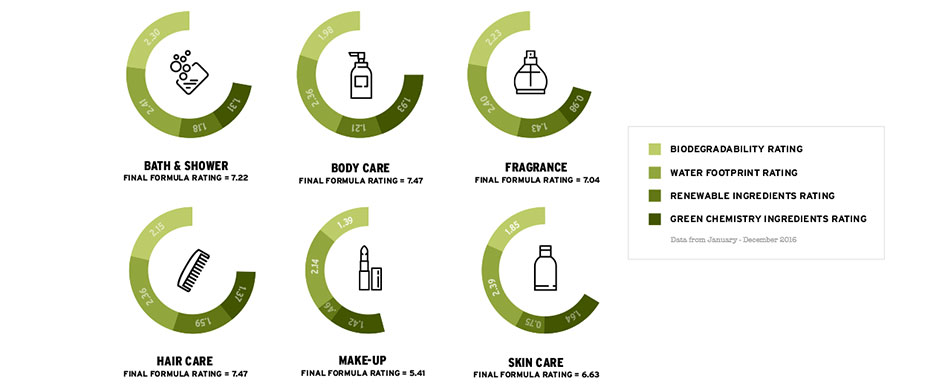 2.30
2.41
1.18
1.31
BATH & SHOWER
FINAL FORMULA RATING = 7.22
1.98
2.36
1.21
1.93
BODY CARE
FINAL FORMULA RATING = 7.47
2.23
2.40
1.43
0.98
FRAGRANCE
FINAL FORMULA RATING = 7.04
BIODEGRADABILITY RATING
WATER FOOTPRINT RATING
RENEWABLE INGREDIENTS RATING
GREEN CHEMISTRY INGREDIENTS RATING
Data from January - December 2016
2.15
2.36
1.59
1.37
HAIR CARE
FINAL FORMULA RATING = 7.47
1.39
2.14
.46
1.42
MAKE-UP
FINAL FORMULA RATING = 5.41
1.85
2.39
0.75
1.64
SKIN CARE
FINAL FORMULA RATING = 6.63